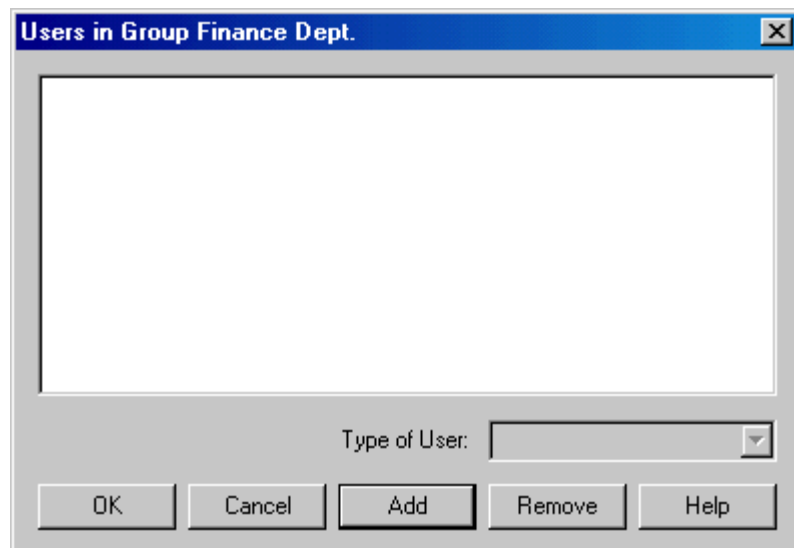 Users in Group Finance Dept.
Type of User:
OK Cancel Add Remove Help